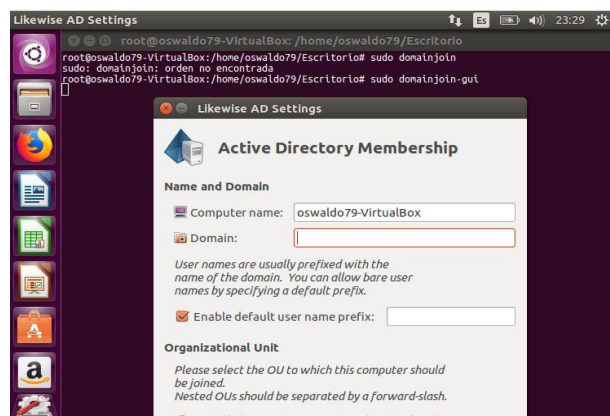 Likewise AD Settings
Es
23:29
root@oswaldo79-VirtualBox: /home/oswaldo79/Escritorio
root@oswaldo79-VirtualBox:/home/oswaldo79/Escritorio# sudo domainjoin
sudo: domainjoin: orden no encontrada
root@oswaldo79-VirtualBox:/home/oswaldo79/Escritorio# sudo domainjoin-gui
Likewise AD Settings
Active Directory Membership
Name and Domain
Computer name: oswaldo79-VirtualBox
Domain:
User names are usually prefixed with the
name of the domain. You can allow bare user
names by specifying a default prefix.
Enable default user name prefix:
Organizational Unit
Please select the OU to which this computer should
be joined.
Nested OUs should be separated by a forward-slash.